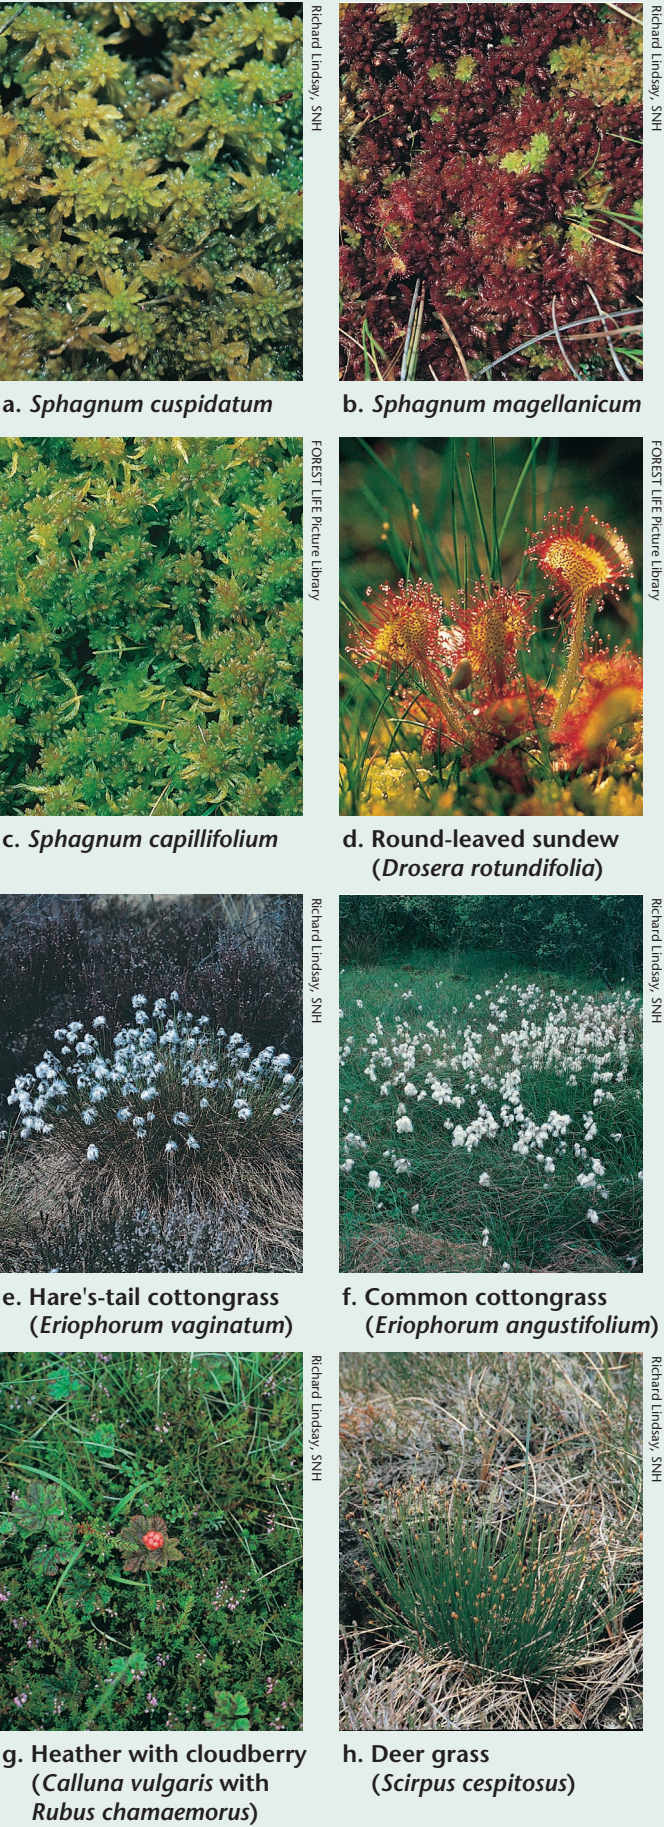 Richard Lindsay, SNH
Richard Lindsay, SNH
a. Sphagnum cuspidatum
b. Sphagnum magellanicum
FOREST LIFE Picture Library
FOREST LIFE Picture Library
c. Sphagnum capillifolium
d. Round-leaved sundew
(Drosera rotundifolia)
Richard Lindsay, SNH
Richard Lindsay, SNH
e. Hare's-tail cottongrass
(Eriophorum vaginatum)
f. Common cottongrass
(Eriophorum angustifolium)
Richard Lindsay, SNH
Richard Lindsay, SNH
g. Heather with cloudberry
(Calluna vulgaris with
Rubus chamaemorus)
h. Deer grass
(Scirpus cespitosus)